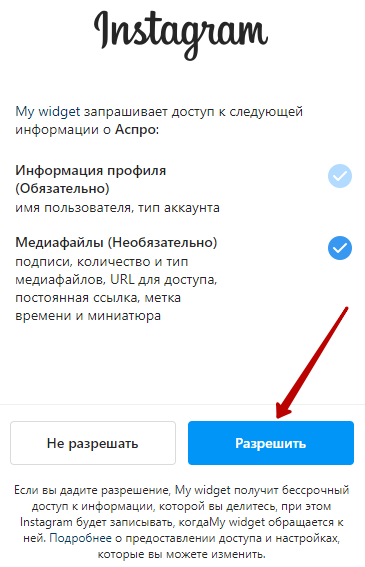 Instagram
My widget запрашивает доступ к следующей
информации о Аспро:
Информация профиля
(Обязательно)
имя пользователя, тип аккаунта
Медиафайлы (Необязательно)
подписи, количество и тип
медиафайлов, URL для доступа,
постоянная ссылка, метка
времени и миниатюра
Не разрешать
Разрешить
Если вы дадите разрешение, My widget получит бессрочный
доступ к информации, которой вы делитесь, при этом
Instagram будет записывать, когдаMy widget обращается к
ней. Подробнее о предоставлении доступа и настройках,
которые вы можете изменить.